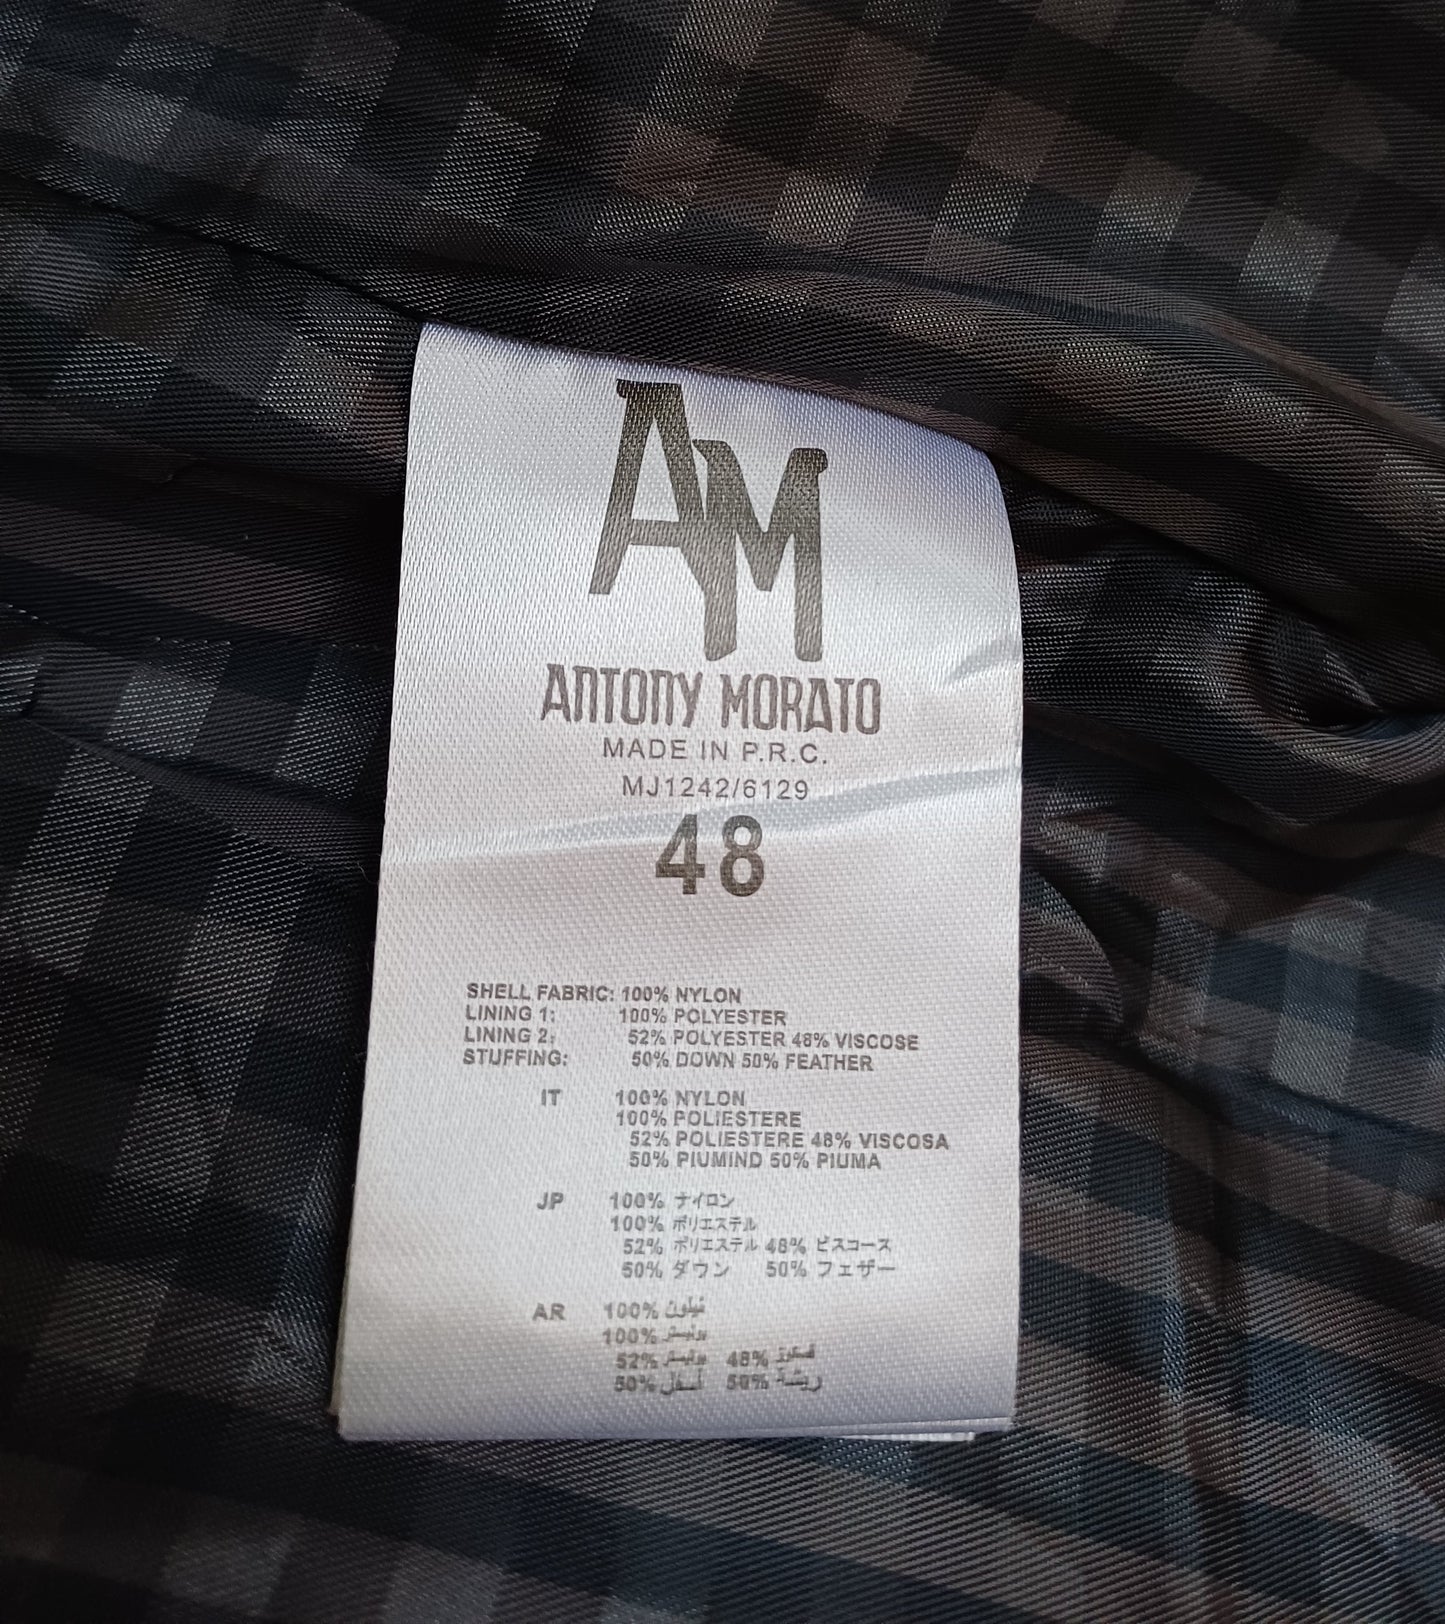 AM
ANTONY MORATO
MADE IN P.R.C.
MJ1242/6129
48
SHELL FABRIC: 100% NYLON
LINING 1: 100% POLYESTER
LINING 2: 52% POLYESTER 48% VISCOSE
STUFFING: 50% DOWN 50% FEATHER
IT 100% NYLON
100% POLIESTERE
52% POLIESTERE 48% VISCOSA
50% PIUMIND 50% PIUMA
JP 100% ナイロン
100% ポリエステル
52% ポリエステル 48% ビスコース
50% ダウン 50% フェザー
AR 100%
100%
52% 48%
50% أسفل 50% ريشة